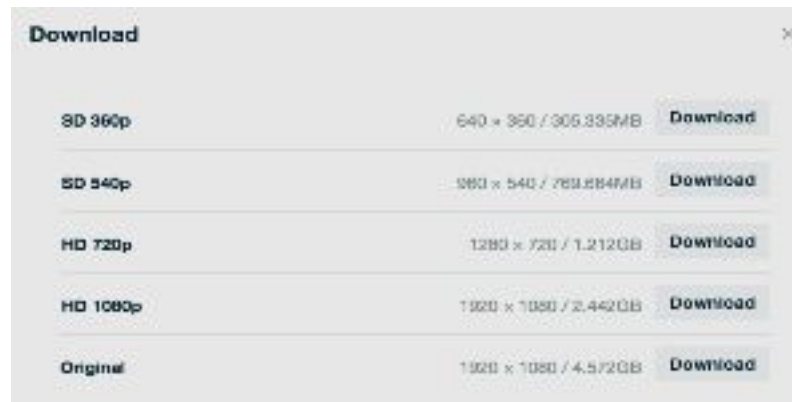 Download ×
SD 360p 640 × 360 / 305.335MB Download
SD 540p 960 × 540 / 769.684MB Download
HD 720p 1280 × 720 / 1.212GB Download
HD 1080p 1920 × 1080 / 2.442GB Download
Original 1920 × 1080 / 4.572GB Download